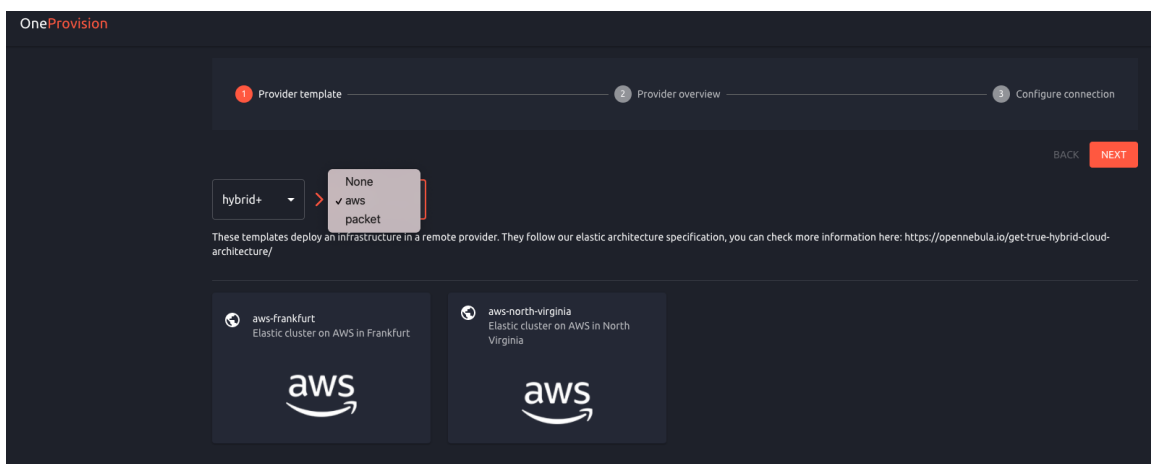 OneProvision
1 Provider template
2 Provider overview
3 Configure connection
BACK NEXT
None
hybrid+ ✓ aws
packet
These templates deploy an infrastructure in a remote provider. They follow our elastic architecture specification, you can check more information here: https://opennebula.io/get-true-hybrid-cloud-
architecture/
aws-frankfurt
Elastic cluster on AWS in Frankfurt
aws
aws-north-virginia
Elastic cluster on AWS in North
Virginia
aws